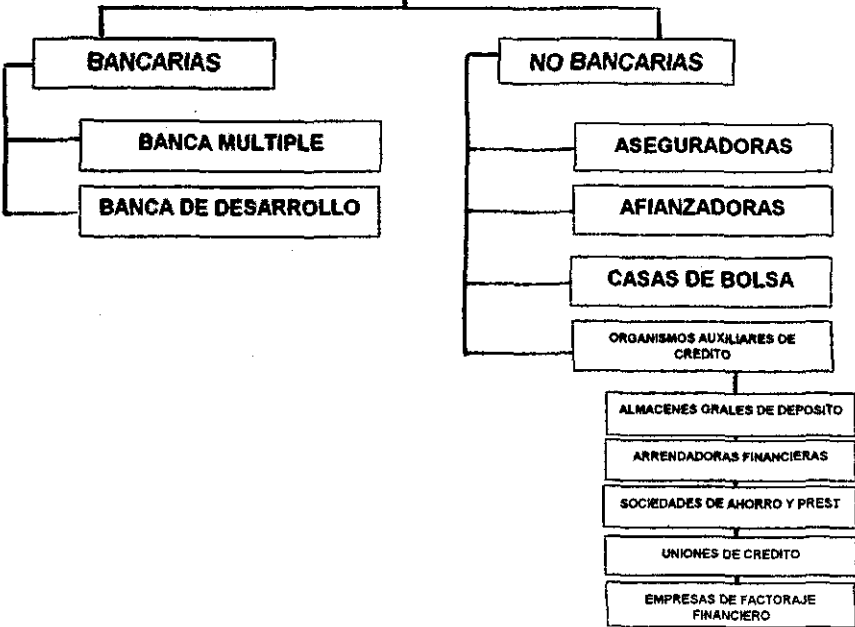 BANCARIAS
BANCA MULTIPLE
BANCA DE DESARROLLO
NO BANCARIAS
ASEGURADORAS
AFIANZADORAS
CASAS DE BOLSA
ORGANISMOS AUXILIARES DE
CREDITO
ALMACENES GRALES DE DEPOSITO
ARRENDADORAS FINANCIERAS
SOCIEDADES DE AHORRO Y PREST
UNIONES DE CREDITO
EMPRESAS DE FACTORAJE
FINANCIERO